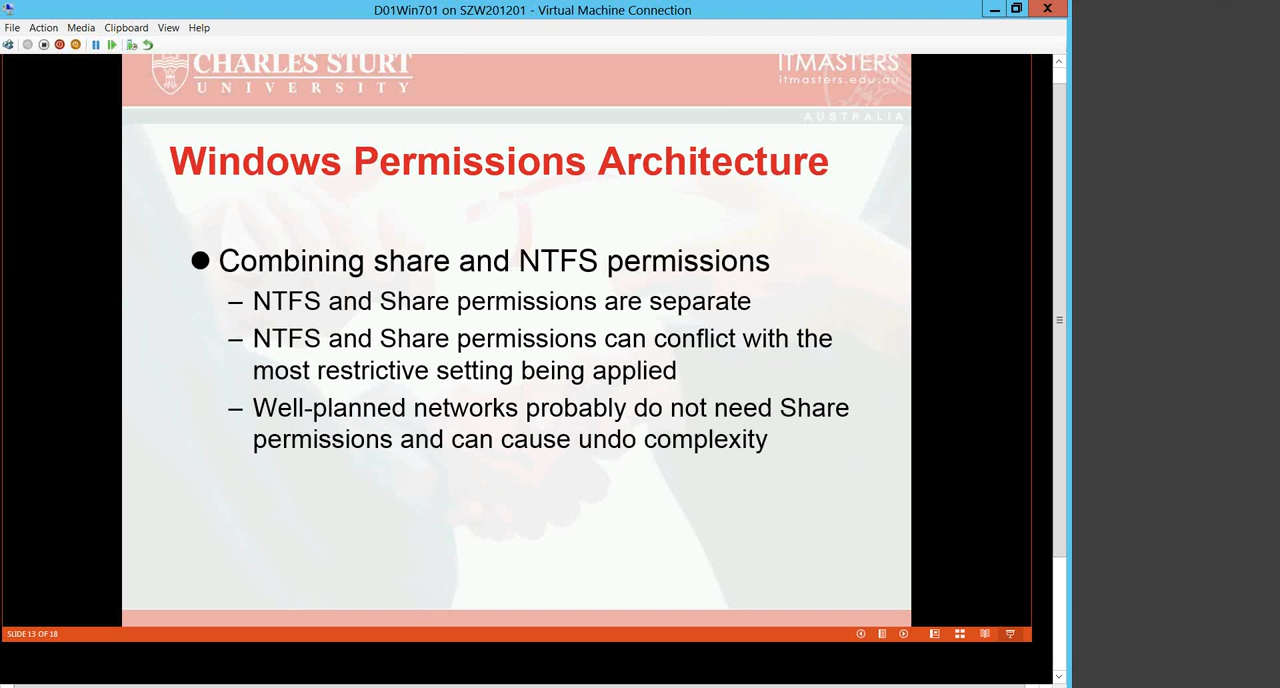 D01Win701 on SZW201201 - Virtual Machine Connection
File Action Media Clipboard View Help
CHARLES STURT
UNIVERSITY
ITMASTERS
itmasters.edu.au
AUSTRALIA
Windows Permissions Architecture
● Combining share and NTFS permissions
– NTFS and Share permissions are separate
– NTFS and Share permissions can conflict with the
most restrictive setting being applied
– Well-planned networks probably do not need Share
permissions and can cause undo complexity
SLIDE 13 OF 18